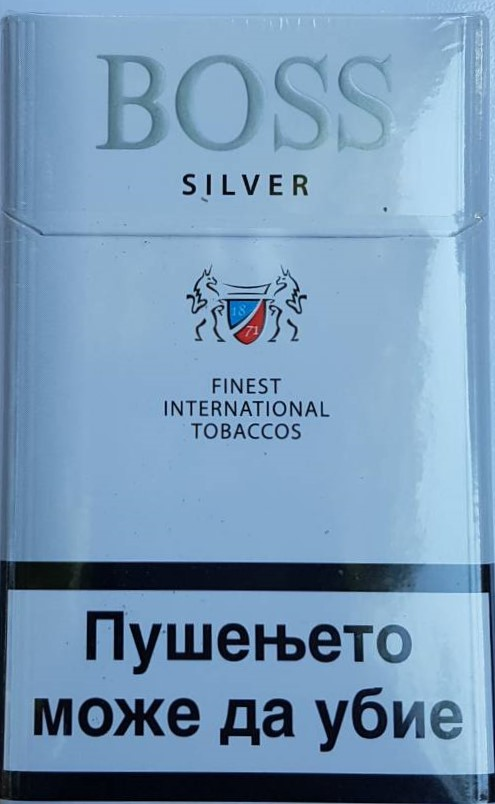 BOSS
SILVER
18
71
FINEST
INTERNATIONAL
TOBACCOS
Пушењето
може да убие